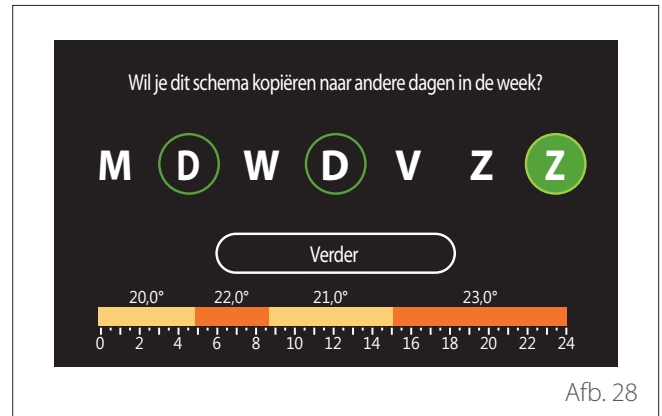 Wil je dit schema kopiëren naar andere dagen in de week?
M D W D V Z Z
Verder
20,0° 22,0° 21,0° 23,0°
0 2 4 6 8 10 12 14 16 18 20 22 24
Afb. 28